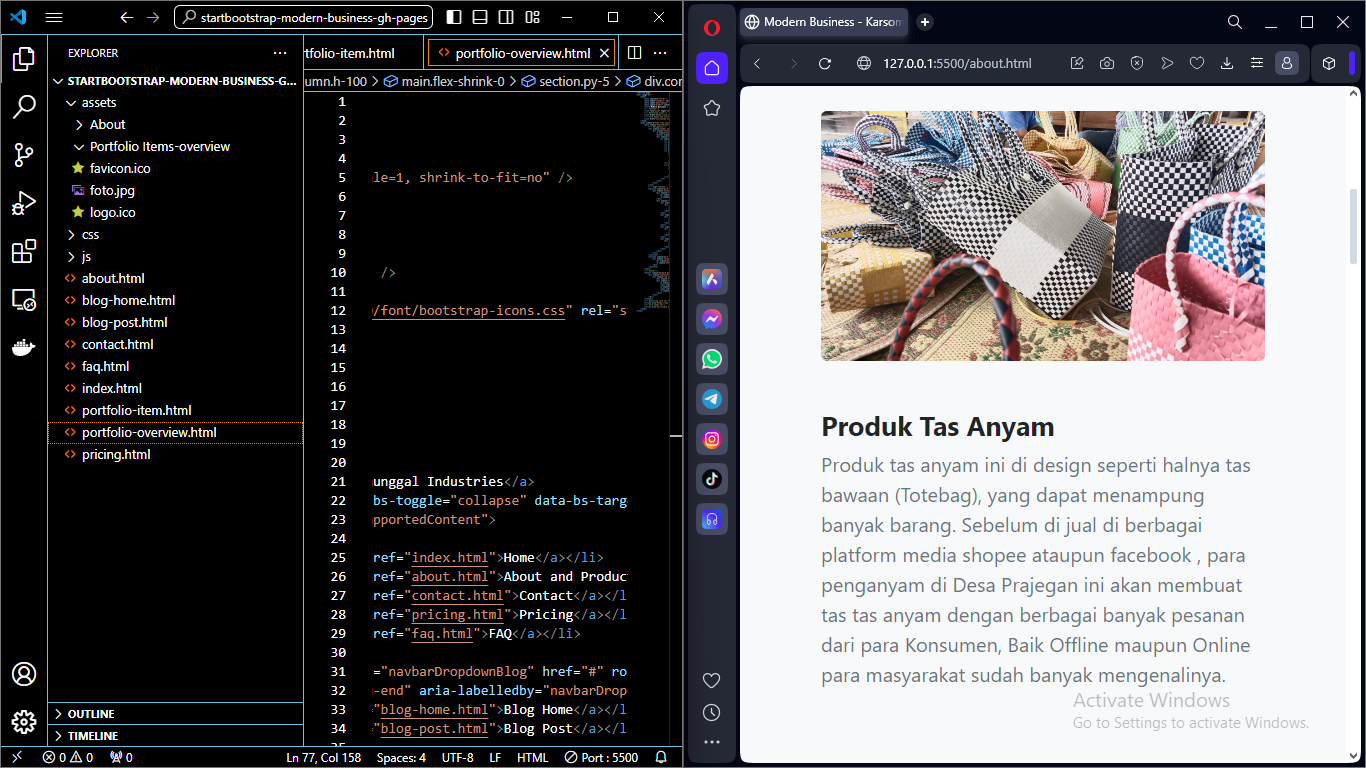 startbootstrap-modern-business-gh-pages
EXPLORER
STARTBOOTSTRAP-MODERN-BUSINESS-G...
assets
About
Portfolio Items-overview
favicon.ico
foto.jpg
logo.ico
css
js
about.html
blog-home.html
blog-post.html
contact.html
faq.html
index.html
portfolio-item.html
portfolio-overview.html
pricing.html
OUTLINE
TIMELINE
tfolio-item.html
portfolio-overview.html
umn.h-100 > main.flex-shrink-0 > section.py-5 > div.con
1
2
3
4
5 le=1, shrink-to-fit=no" />
6
7
8
9
10 />
11
12 /font/bootstrap-icons.css" rel="s
13
14
15
16
17
18
19
20
21 unggal Industries</a>
22 bs-toggle="collapse" data-bs-targ
23 pportedContent">
24
25 ref="index.html">Home</a></li>
26 ref="about.html">About and Produc
27 ref="contact.html">Contact</a></l
28 ref="pricing.html">Pricing</a></l
29 ref="faq.html">FAQ</a></li>
30
31 ="navbarDropdownBlog" href="#" ro
32 -end" aria-labelledby="navbarDrop
33 ="blog-home.html">Blog Home</a></l
34 ="blog-post.html">Blog Post</a></l
0 0 0 Ln 77, Col 158 Spaces: 4 UTF-8 LF HTML Port : 5500
Modern Business - Karsom
127.0.0.1:5500/about.html
Produk Tas Anyam
Produk tas anyam ini di design seperti halnya tas
bawaan (Totebag), yang dapat menampung
banyak barang. Sebelum di jual di berbagai
platform media shopee ataupun facebook , para
penganyam di Desa Prajegan ini akan membuat
tas tas anyam dengan berbagai banyak pesanan
dari para Konsumen, Baik Offline maupun Online
para masyarakat sudah banyak mengenalinya.
Activate Windows
Go to Settings to activate Windows.